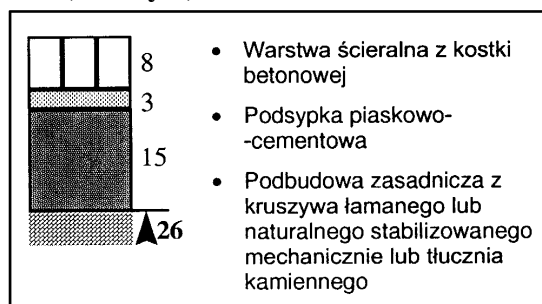 8
3
15
26
• Warstwa ścieralna z kostki
betonowej
• Podsypka piaskowo-
-cementowa
• Podbudowa zasadnicza z
kruszywa łamanego lub
naturalnego stabilizowanego
mechanicznie lub tłucznia
kamiennego